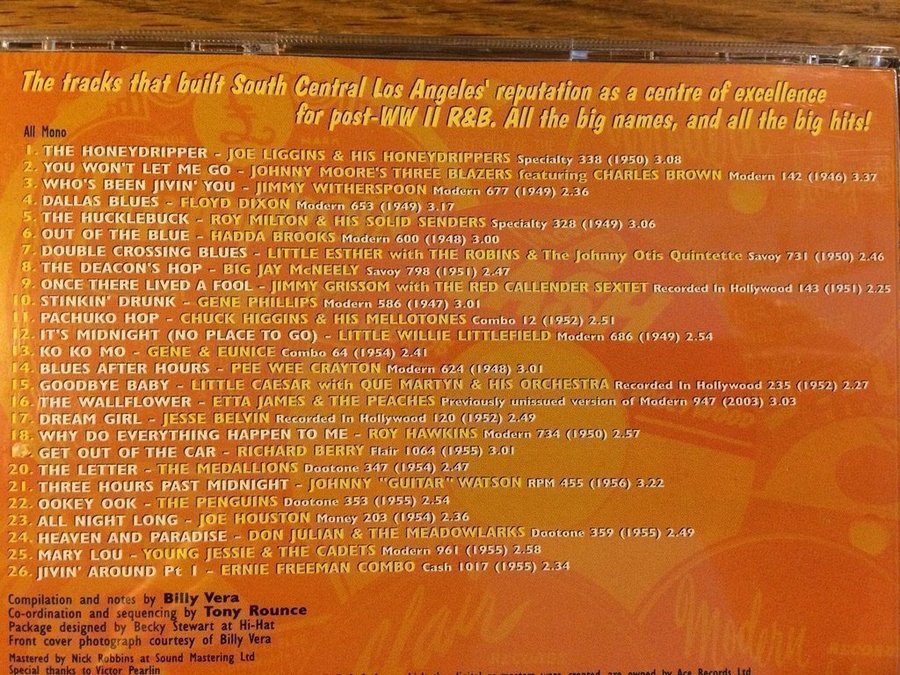 The tracks that built South Central Los Angeles' reputation as a centre of excellence
for post-WW II R&B. All the big names, and all the big hits!
All Mono
1. THE HONEYDRIPPER - JOE LIGGINS & HIS HONEYDRIPPERS Specialty 338 (1950) 3.08
2. YOU WON'T LET ME GO - JOHNNY MOORE'S THREE BLAZERS featuring CHARLES BROWN Modern 142 (1946) 3.37
3. WHO'S BEEN JIVIN' YOU - JIMMY WITHERSPOON Modern 677 (1949) 2.36
4. DALLAS BLUES - FLOYD DIXON Modern 653 (1949) 3.17
5. THE HUCKLEBUCK - ROY MILTON & HIS SOLID SENDERS Specialty 328 (1949) 3.06
6. OUT OF THE BLUE - HADDA BROOKS Modern 600 (1948) 3.00
7. DOUBLE CROSSING BLUES - LITTLE ESTHER with THE ROBINS & The Johnny Otis Quintette Savoy 731 (1950) 2.46
8. THE DEACON'S HOP - BIG JAY McNEELY Savoy 798 (1951) 2.47
9. ONCE THERE LIVED A FOOL - JIMMY GRISSOM with THE RED CALLENDER SEXTET Recorded In Hollywood 143 (1951) 2.25
10. STINKIN' DRUNK - GENE PHILLIPS Modern 586 (1947) 3.01
11. PACHUKO HOP - CHUCK HIGGINS & HIS MELLOTONES Combo 12 (1952) 2.51
12. IT'S MIDNIGHT (NO PLACE TO GO) - LITTLE WILLIE LITTLEFIELD Modern 686 (1949) 2.54
13. KO KO MO - GENE & EUNICE Combo 64 (1954) 2.41
14. BLUES AFTER HOURS - PEE WEE CRAYTON Modern 624 (1948) 3.01
15. GOODBYE BABY - LITTLE CAESAR with QUE MARTYN & HIS ORCHESTRA Recorded In Hollywood 235 (1952) 2.27
16. THE WALLFLOWER - ETTA JAMES & THE PEACHES Previously unissued version of Modern 947 (2003) 3.03
17. DREAM GIRL - JESSE BELVIN Recorded In Hollywood 120 (1952) 2.49
18. WHY DO EVERYTHING HAPPEN TO ME - ROY HAWKINS Modern 734 (1950) 2.57
19. GET OUT OF THE CAR - RICHARD BERRY Flair 1064 (1955) 3.01
20. THE LETTER - THE MEDALLIONS Dootone 347 (1954) 2.47
21. THREE HOURS PAST MIDNIGHT - JOHNNY "GUITAR" WATSON RPM 455 (1956) 3.22
22. OOKEY OOK - THE PENGUINS Dootone 353 (1955) 2.54
23. ALL NIGHT LONG - JOE HOUSTON Money 203 (1954) 2.36
24. HEAVEN AND PARADISE - DON JULIAN & THE MEADOWLARKS Dootone 359 (1955) 2.49
25. MARY LOU - YOUNG JESSIE & THE CADETS Modern 961 (1955) 2.58
26. JIVIN' AROUND Pt 1 - ERNIE FREEMAN COMBO Cash 1017 (1955) 2.34
Compilation and notes by Billy Vera
Co-ordination and sequencing by Tony Rounce
Package designed by Becky Stewart at Hi-Hat
Front cover photograph courtesy of Billy Vera
Mastered by Nick Robbins at Sound Mastering Ltd
Special thanks to Victor Pearlin
which the digital masters were created, are owned by Ace Records Ltd